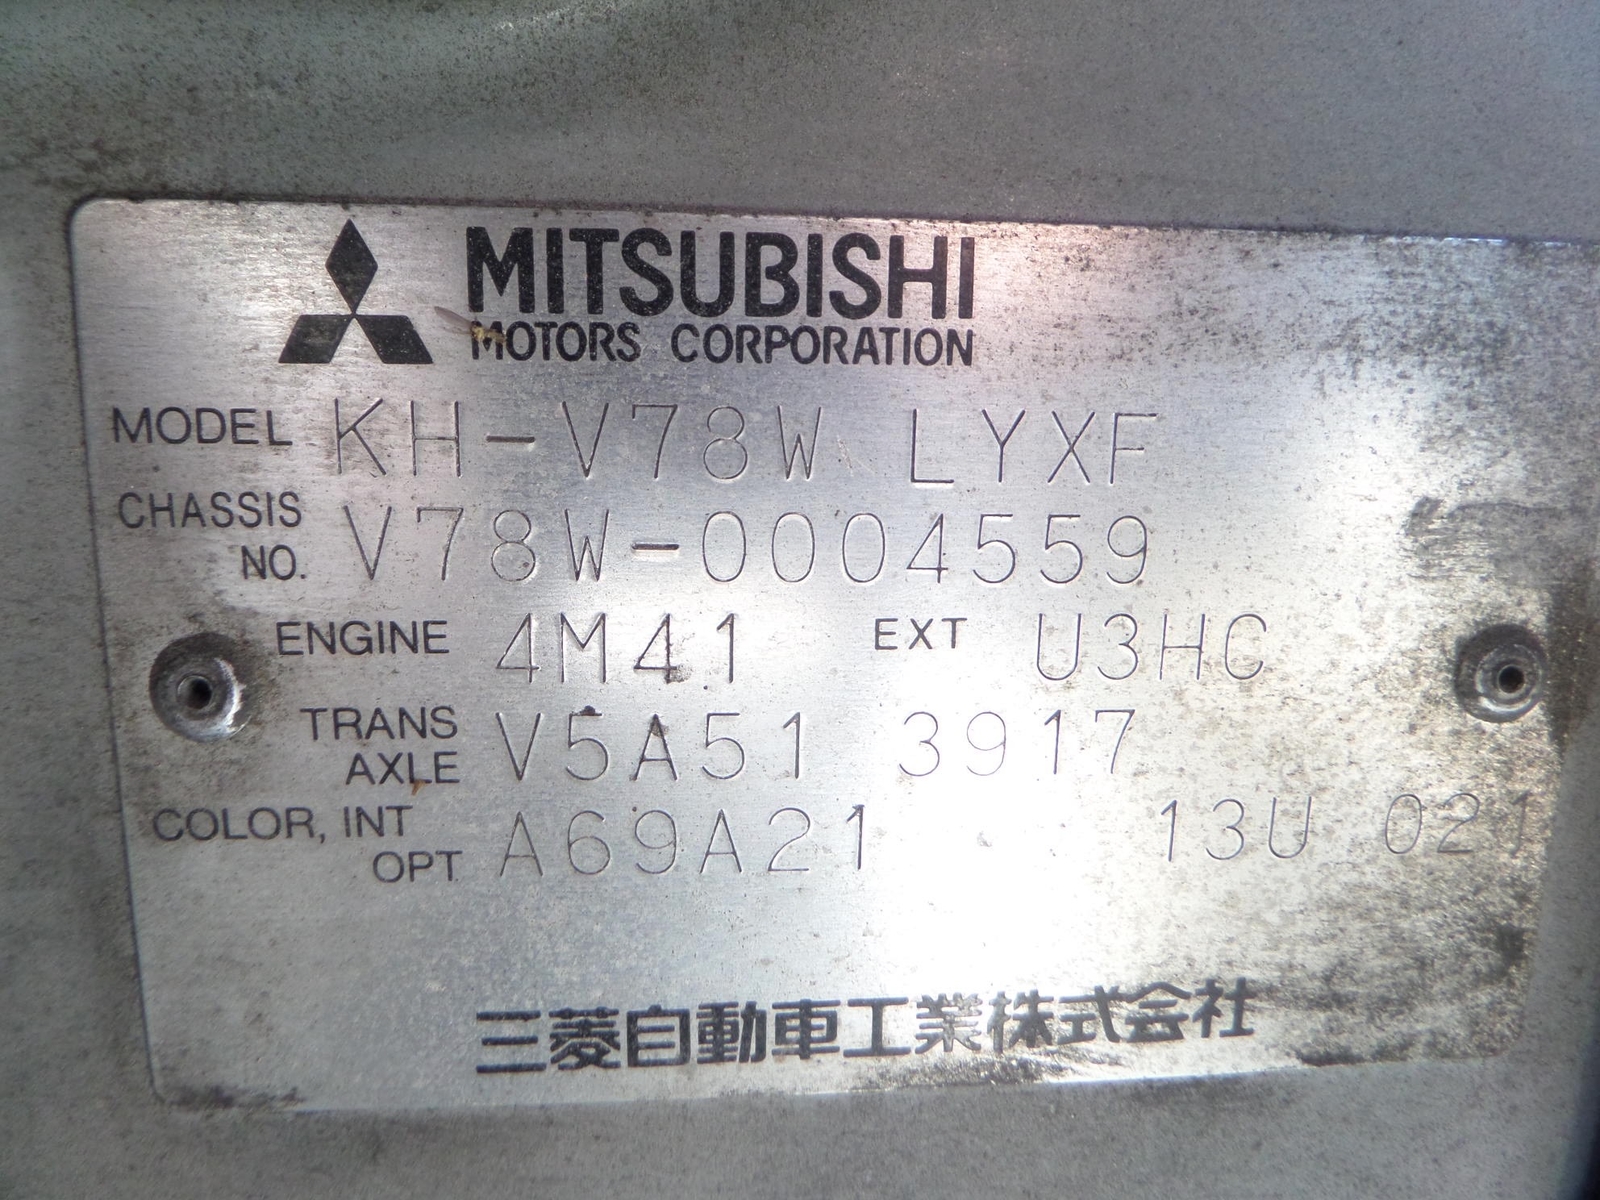 MITSUBISHI
MOTORS CORPORATION
MODEL KH-V78W LYXF
CHASSIS NO. V78W-0004559
ENGINE 4M41 EXT U3HC
TRANS AXLE V5A51 3917
COLOR, INT OPT A69A21 13U 021
三菱自動車工業株式会社